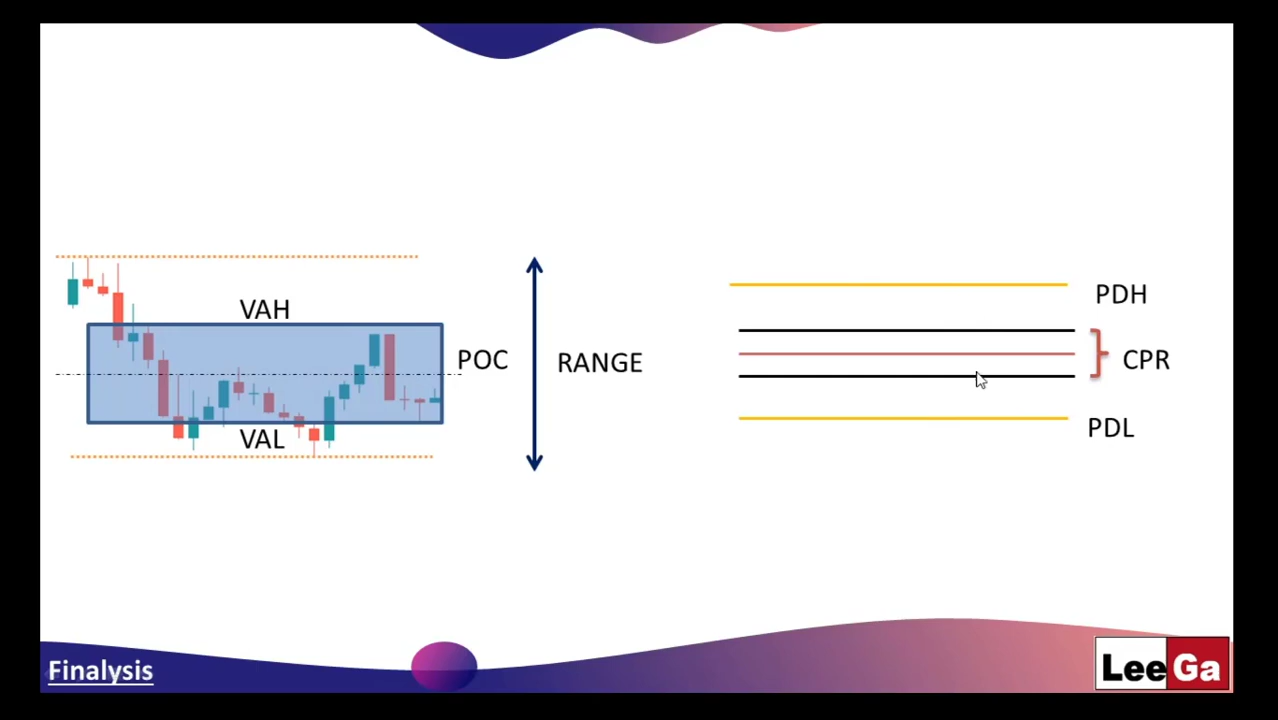 VAH
POC
RANGE
VAL
PDH
CPR
PDL
Finalysis
LeeGa